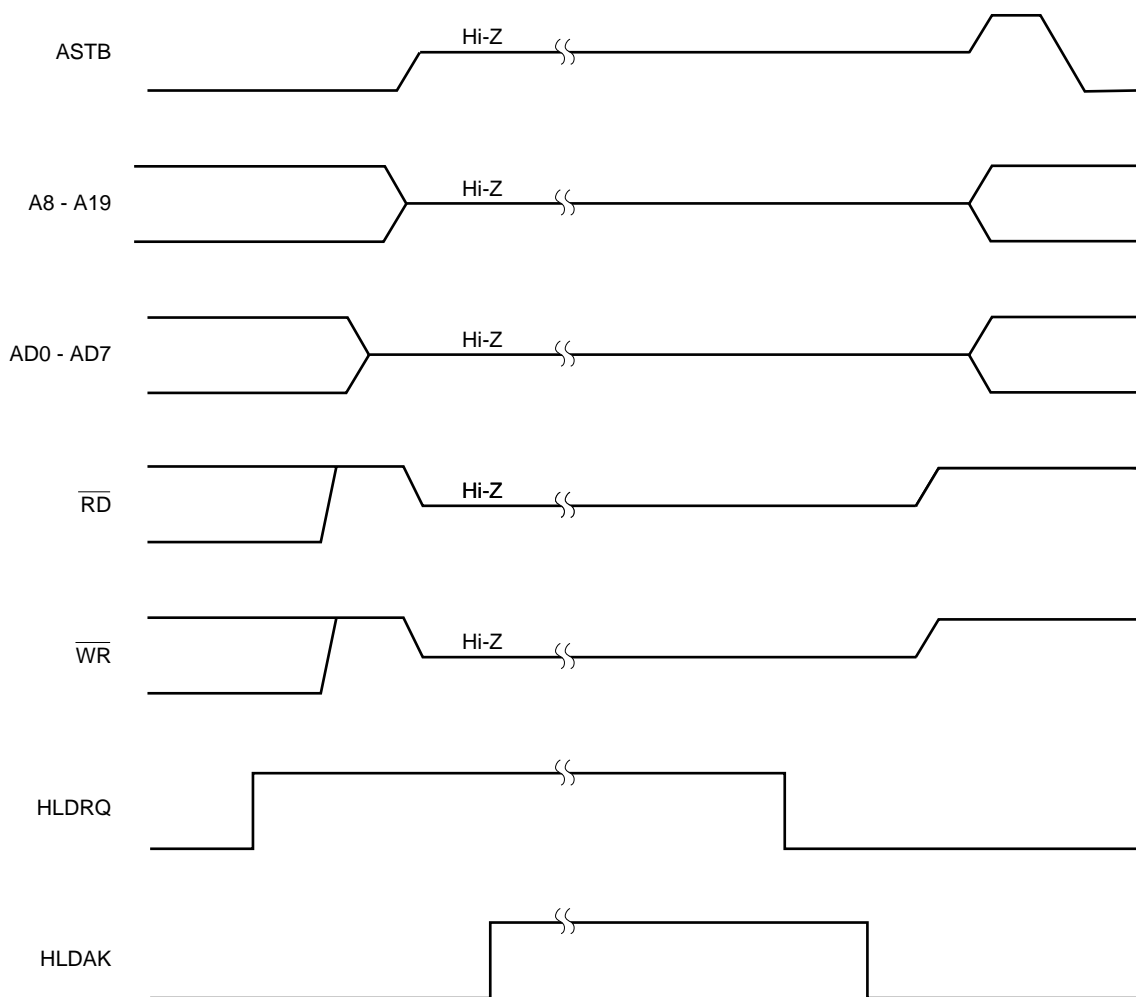 ASTB
Hi-Z
A8 - A19
Hi-Z
AD0 - AD7
Hi-Z
RD
Hi-Z
WR
Hi-Z
HLDRQ
HLDAK